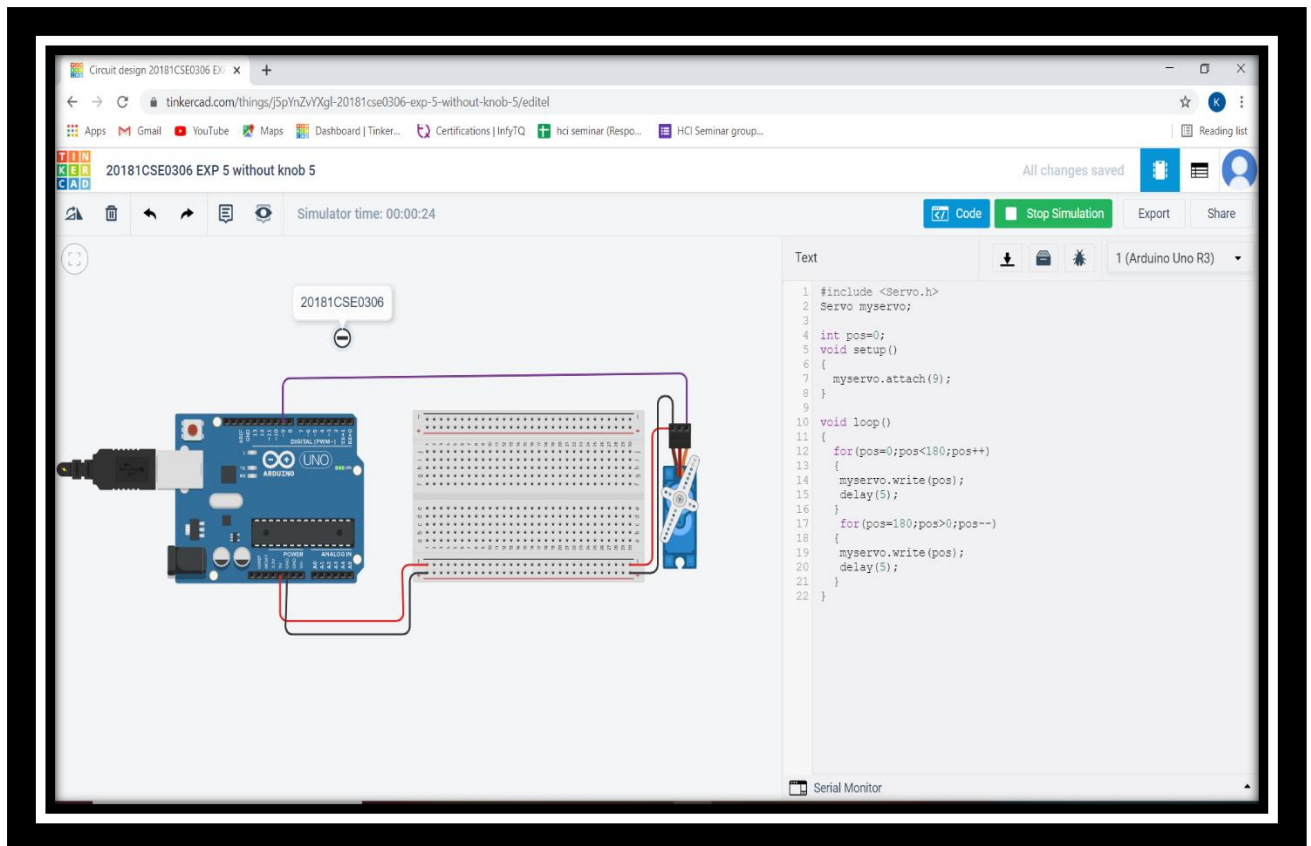 Circuit design 20181CSE0306 EX
tinkercad.com/things/j5pYnZvYXgl-20181cse0306-exp-5-without-knob-5/editel
K
Apps Gmail YouTube Maps Dashboard | Tinker... Certifications | InfyTQ hci seminar (Respo... HCI Seminar group... Reading list
TIN
KER
CAD
20181CSE0306 EXP 5 without knob 5
All changes saved
Simulator time: 00:00:24
Code Stop Simulation Export Share
Text
1 (Arduino Uno R3)
20181CSE0306
DIGITAL (PWM~)
UNO
ARDUINO
POWER ANALOG IN
1 #include <Servo.h>
2 Servo myservo;
3
4 int pos=0;
5 void setup()
6 {
7 myservo.attach(9);
8 }
9
10 void loop()
11 {
12 for(pos=0;pos<180;pos++)
13 {
14 myservo.write(pos);
15 delay(5);
16 }
17 for(pos=180;pos>0;pos--)
18 {
19 myservo.write(pos);
20 delay(5);
21 }
22 }
Serial Monitor